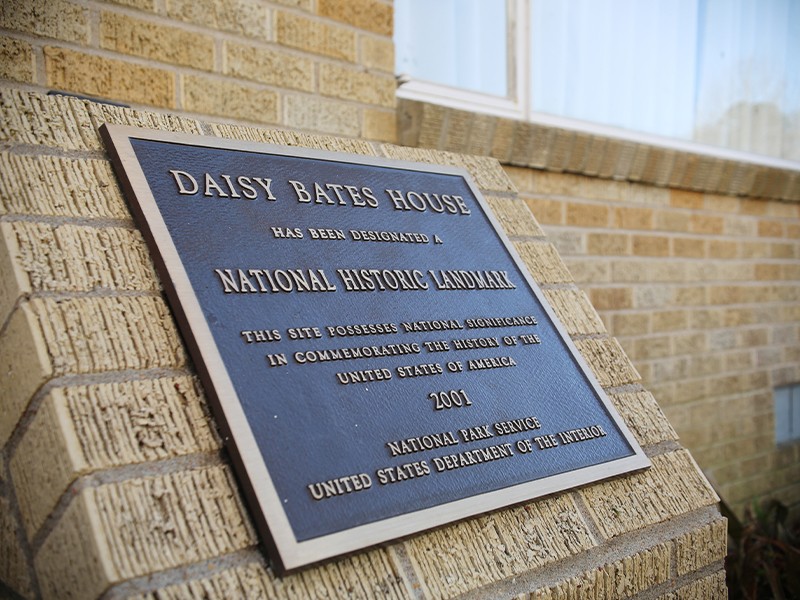 DAISY BATES HOUSE
HAS BEEN DESIGNATED A
NATIONAL HISTORIC LANDMARK
THIS SITE POSSESSES NATIONAL SIGNIFICANCE
IN COMMEMORATING THE HISTORY OF THE
UNITED STATES OF AMERICA
2001
NATIONAL PARK SERVICE
UNITED STATES DEPARTMENT OF THE INTERIOR